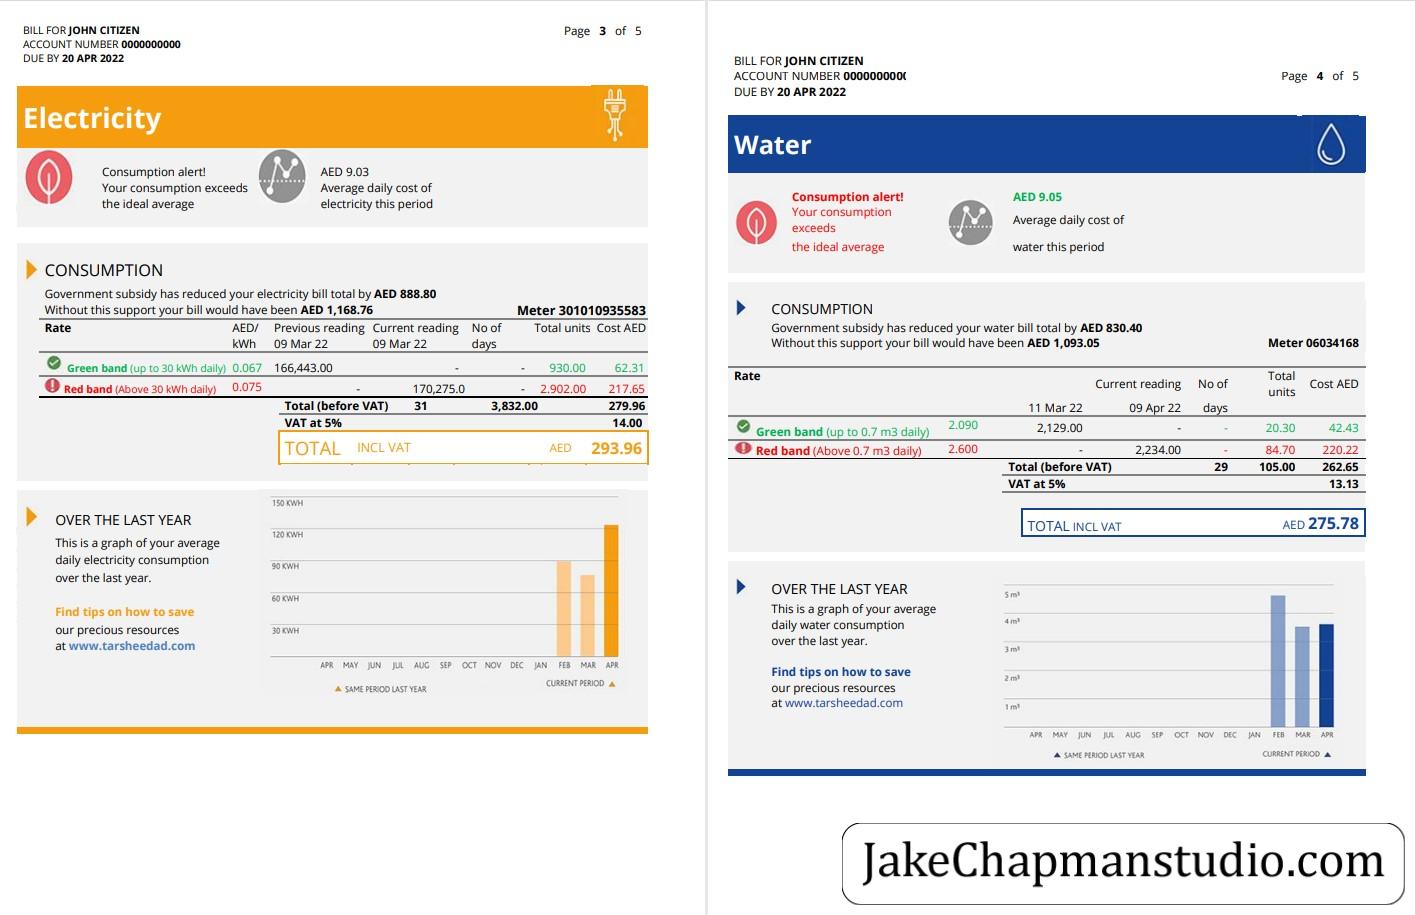 BILL FOR JOHN CITIZEN
ACCOUNT NUMBER 0000000000
DUE BY 20 APR 2022
Page 3 of 5
Electricity
Consumption alert!
Your consumption exceeds
the ideal average
AED 9.03
Average daily cost of
electricity this period
CONSUMPTION
Government subsidy has reduced your electricity bill total by AED 888.80
Without this support your bill would have been AED 1,168.76
Meter 301010935583
Rate AED/ Previous reading Current reading No of Total units Cost AED
kWh 09 Mar 22 09 Mar 22 days
Green band (up to 30 kWh daily) 0.067 166,443.00 - - 930.00 62.31
Red band (Above 30 kWh daily) 0.075 - 170,275.0 - 2.902.00 217.65
Total (before VAT) 31 3,832.00 279.96
VAT at 5% 14.00
TOTAL INCL VAT AED 293.96
OVER THE LAST YEAR
This is a graph of your average
daily electricity consumption
over the last year.
Find tips on how to save
our precious resources
at www.tarsheedad.com
150 KWH
120 KWH
90 KWH
60 KWH
30 KWH
APR MAY JUN JUL AUG SEP OCT NOV DEC JAN FEB MAR APR
SAME PERIOD LAST YEAR
CURRENT PERIOD
BILL FOR JOHN CITIZEN
ACCOUNT NUMBER 0000000000
DUE BY 20 APR 2022
Page 4 of 5
Water
Consumption alert!
Your consumption
exceeds
the ideal average
AED 9.05
Average daily cost of
water this period
CONSUMPTION
Government subsidy has reduced your water bill total by AED 830.40
Without this support your bill would have been AED 1,093.05
Meter 06034168
Rate Current reading No of Total units Cost AED
11 Mar 22 09 Apr 22 days
Green band (up to 0.7 m3 daily) 2.090 2,129.00 - - 20.30 42.43
Red band (Above 0.7 m3 daily) 2.600 - 2,234.00 - 84.70 220.22
Total (before VAT) 29 105.00 262.65
VAT at 5% 13.13
TOTAL INCL VAT AED 275.78
OVER THE LAST YEAR
This is a graph of your average
daily water consumption
over the last year.
Find tips on how to save
our precious resources
at www.tarsheedad.com
5 m³
4 m³
3 m³
2 m³
1 m³
APR MAY JUN JUL AUG SEP OCT NOV DEC JAN FEB MAR APR
SAME PERIOD LAST YEAR
CURRENT PERIOD
JakeChapmanstudio.com